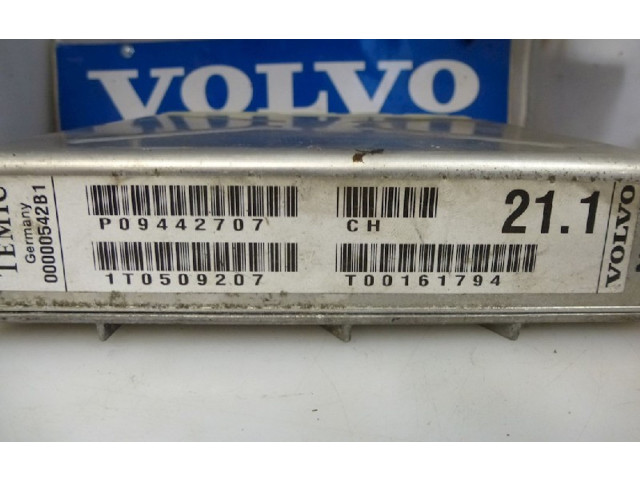 VOLVO
TEMIC
Germany
00000542B1
P09442707
CH
21.1
1T0509207
T00161794
VOLVO